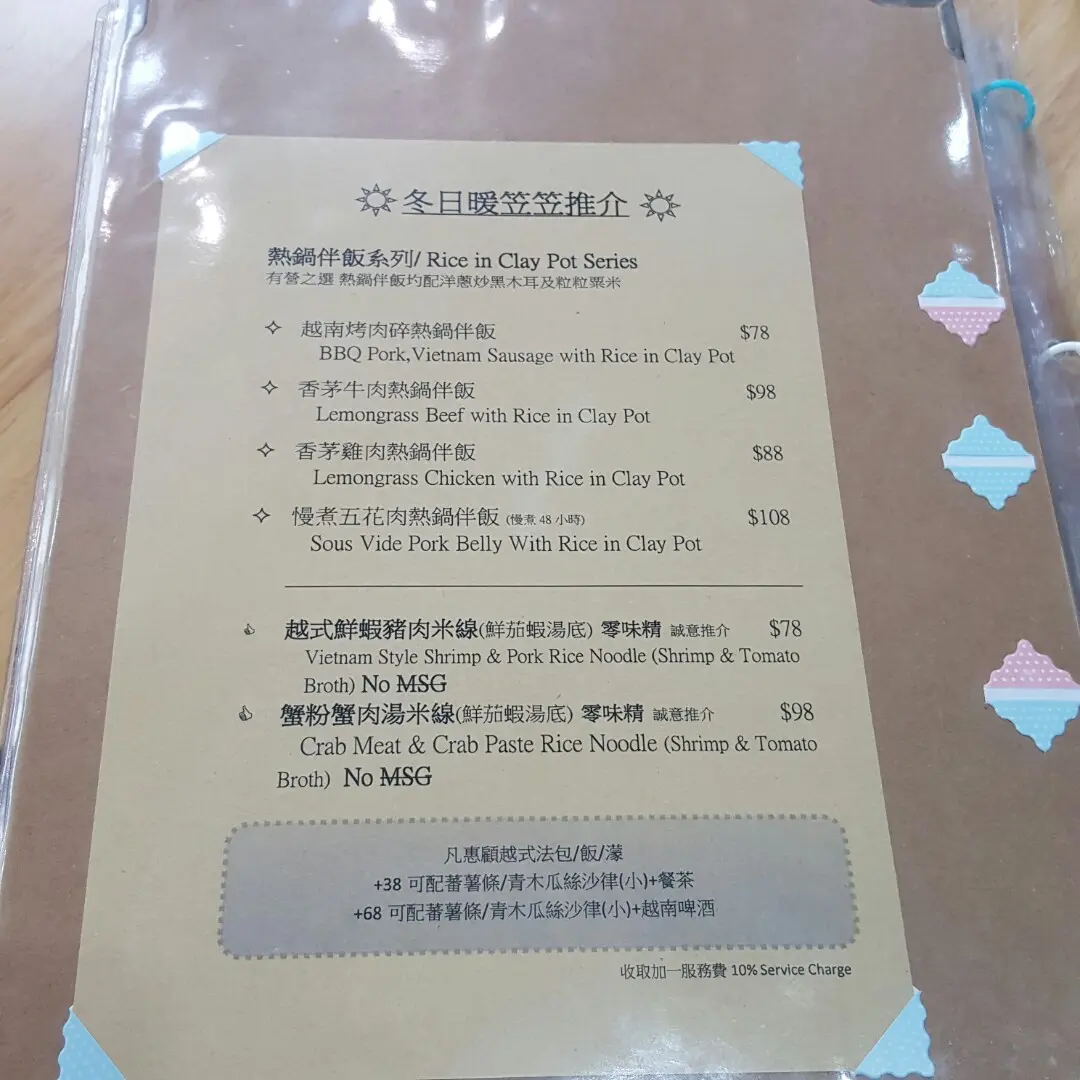 冬日暖笠笠推介
熱鍋伴飯系列/ Rice in Clay Pot Series
有營之選 熱鍋伴飯均配洋蔥炒黑木耳及粒粒粟米
越南烤肉碎熱鍋伴飯 $78
BBQ Pork,Vietnam Sausage with Rice in Clay Pot
香茅牛肉熱鍋伴飯 $98
Lemongrass Beef with Rice in Clay Pot
香茅雞肉熱鍋伴飯 $88
Lemongrass Chicken with Rice in Clay Pot
慢煮五花肉熱鍋伴飯 (慢煮 48 小時) $108
Sous Vide Pork Belly With Rice in Clay Pot
越式鮮蝦豬肉米線(鮮茄蝦湯底) 零味精 誠意推介 $78
Vietnam Style Shrimp & Pork Rice Noodle (Shrimp & Tomato
Broth) No MSG
蟹粉蟹肉湯米線(鮮茄蝦湯底) 零味精 誠意推介 $98
Crab Meat & Crab Paste Rice Noodle (Shrimp & Tomato
Broth) No MSG
凡惠顧越式法包/飯/濛
+38 可配蕃薯條/青木瓜絲沙律(小)+餐茶
+68 可配蕃薯條/青木瓜絲沙律(小)+越南啤酒
收取加一服務費 10% Service Charge